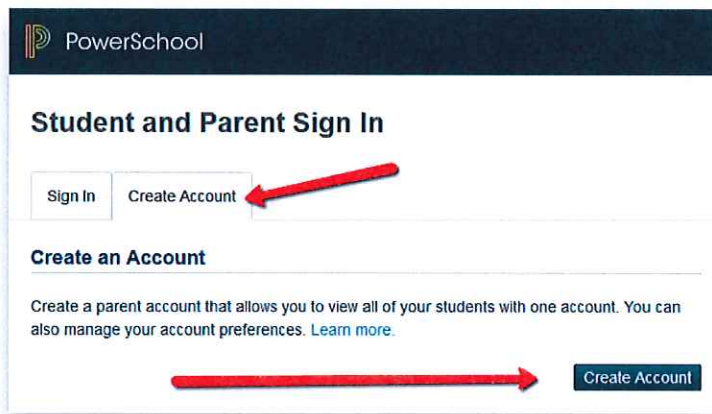 PowerSchool
Student and Parent Sign In
Sign In
Create Account
Create an Account
Create a parent account that allows you to view all of your students with one account. You can
also manage your account preferences. Learn more.
Create Account